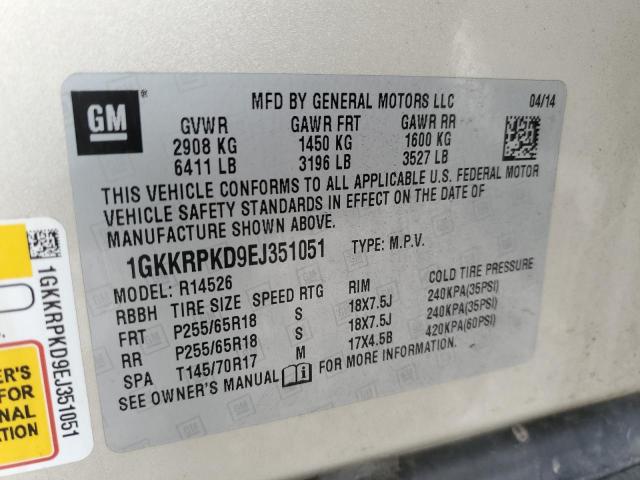 GM
MFD BY GENERAL MOTORS LLC 04/14
GVWR GAWR FRT GAWR RR
2908 KG 1450 KG 1600 KG
6411 LB 3196 LB 3527 LB
THIS VEHICLE CONFORMS TO ALL APPLICABLE U.S. FEDERAL MOTOR
VEHICLE SAFETY STANDARDS IN EFFECT ON THE DATE OF
MANUFACTURE SHOWN ABOVE.
1GKKRPKD9EJ351051 TYPE: M.P.V.
MODEL: R14526
RBBH TIRE SIZE SPEED RTG RIM COLD TIRE PRESSURE
FRT P255/65R18 S 18X7.5J 240KPA(35PSI)
RR P255/65R18 S 18X7.5J 240KPA(35PSI)
SPA T145/70R17 M 17X4.5B 420KPA(60PSI)
SEE OWNER'S MANUAL FOR MORE INFORMATION.
1GKKRPKD9EJ351051
ER'S
FOR
NAL
ATION